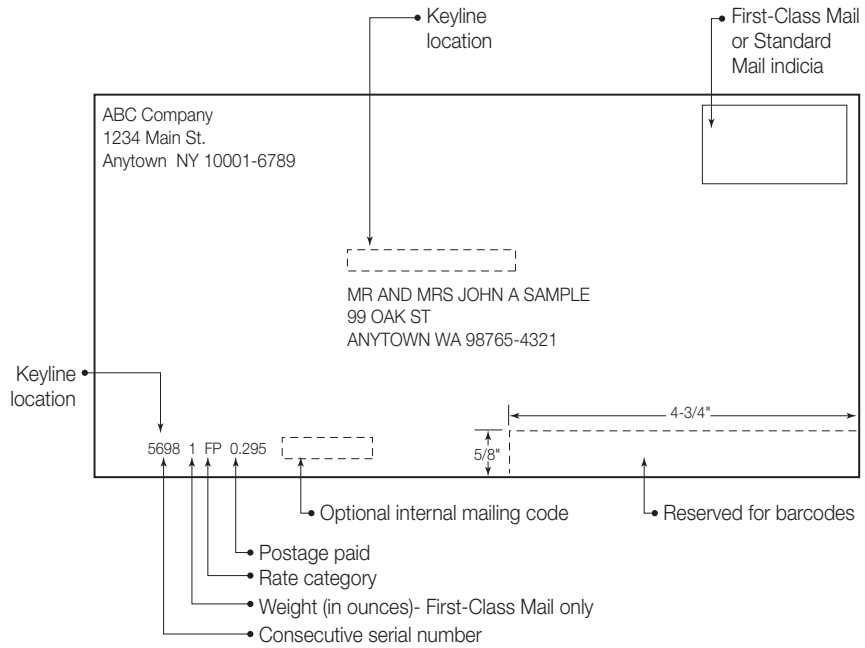 Keyline
location
First-Class Mail
or Standard
Mail indicia
ABC Company
1234 Main St.
Anytown NY 10001-6789
MR AND MRS JOHN A SAMPLE
99 OAK ST
ANYTOWN WA 98765-4321
Keyline
location
4-3/4"
5698 1 FP 0.295
5/8"
Optional internal mailing code
Reserved for barcodes
Postage paid
Rate category
Weight (in ounces)- First-Class Mail only
Consecutive serial number